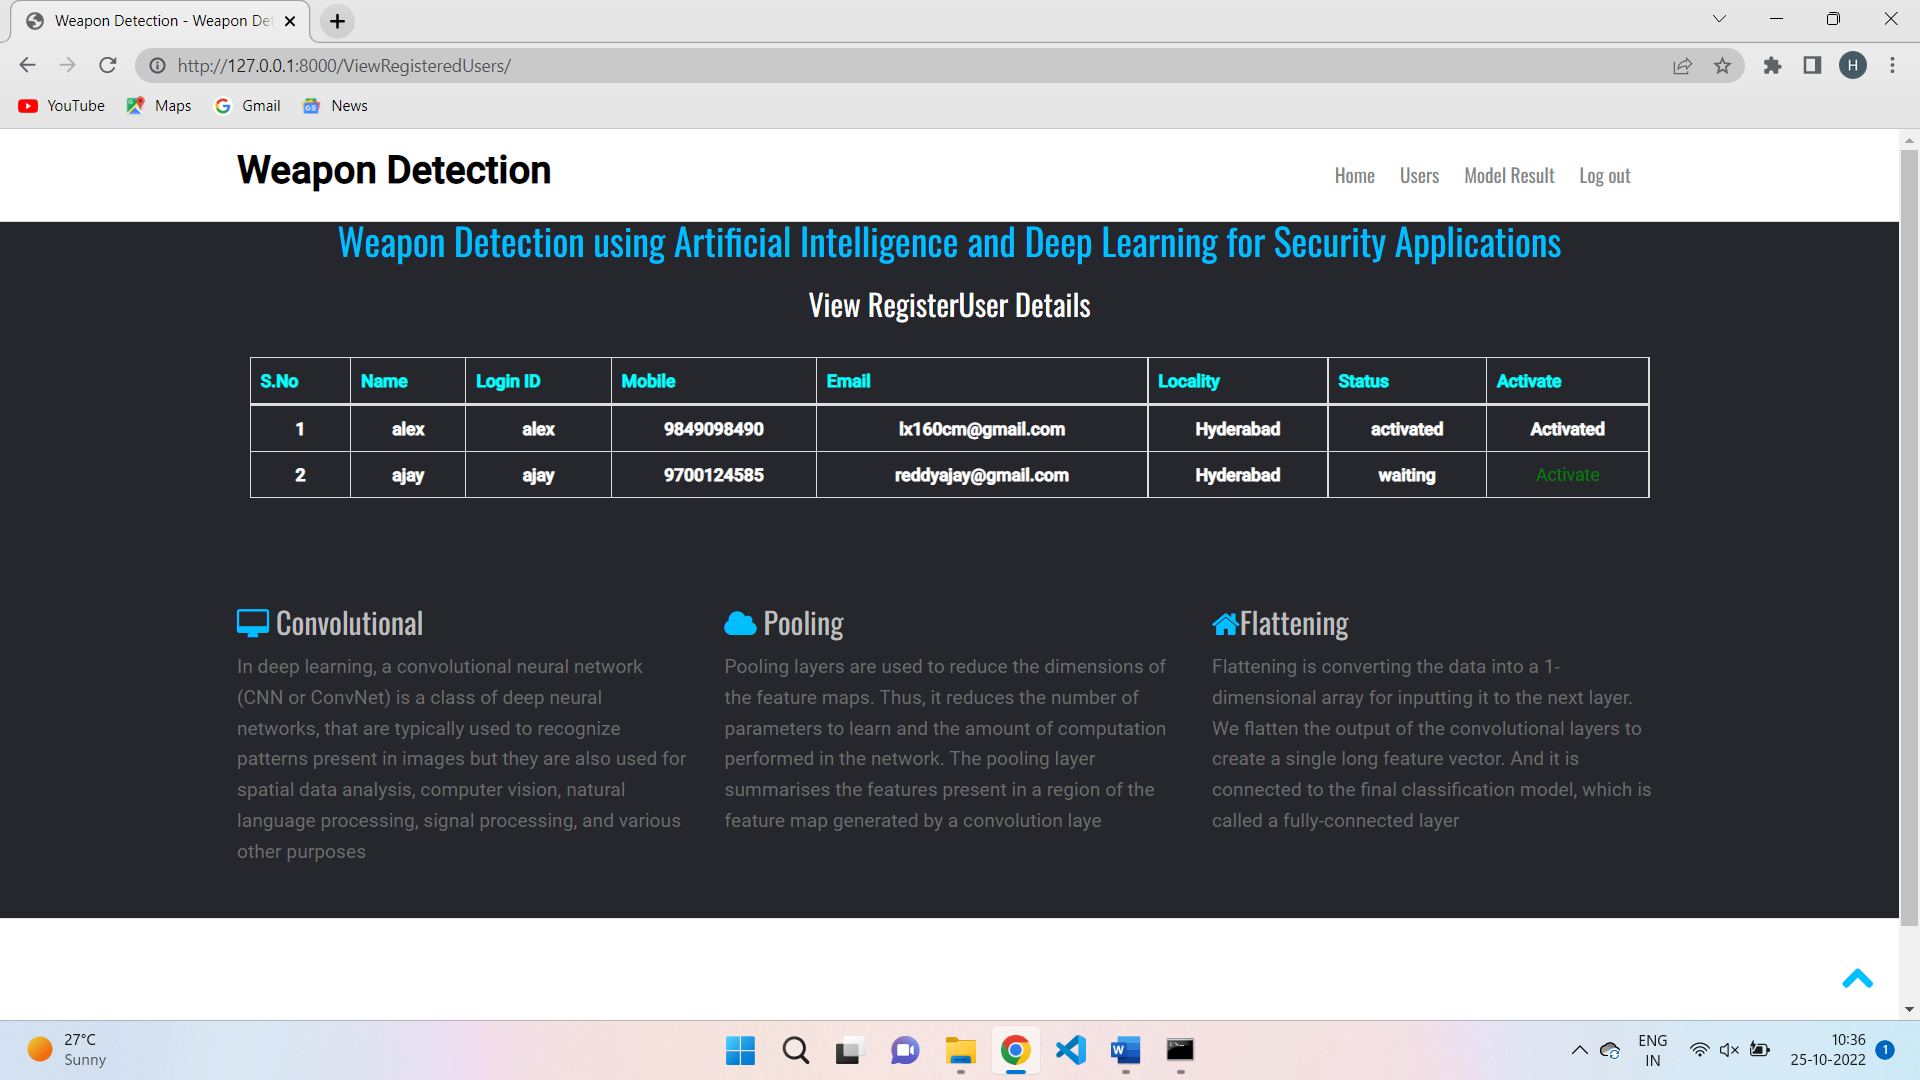 Weapon Detection - Weapon De
http://127.0.0.1:8000/ViewRegisteredUsers/
H
YouTube Maps Gmail News
Weapon Detection
Home Users Model Result Log out
Weapon Detection using Artificial Intelligence and Deep Learning for Security Applications
View RegisterUser Details
S.No Name Login ID Mobile Email Locality Status Activate
1 alex alex 9849098490 lx160cm@gmail.com Hyderabad activated Activated
2 ajay ajay 9700124585 reddyajay@gmail.com Hyderabad waiting Activate
Convolutional
In deep learning, a convolutional neural network
(CNN or ConvNet) is a class of deep neural
networks, that are typically used to recognize
patterns present in images but they are also used for
spatial data analysis, computer vision, natural
language processing, signal processing, and various
other purposes
Pooling
Pooling layers are used to reduce the dimensions of
the feature maps. Thus, it reduces the number of
parameters to learn and the amount of computation
performed in the network. The pooling layer
summarises the features present in a region of the
feature map generated by a convolution laye
Flattening
Flattening is converting the data into a 1-
dimensional array for inputting it to the next layer.
We flatten the output of the convolutional layers to
create a single long feature vector. And it is
connected to the final classification model, which is
called a fully-connected layer
27°C
Sunny
ENG
IN
10:36
25-10-2022
1